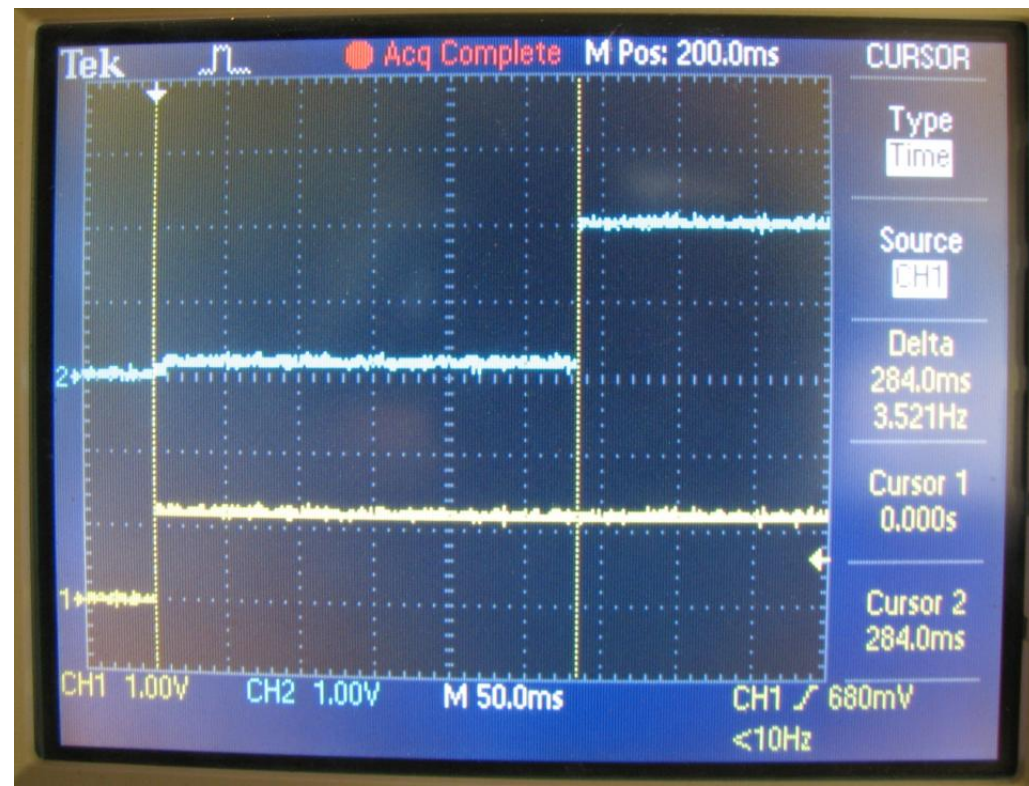 Tek Acq Complete M Pos: 200.0ms CURSOR
Type
Time
Source
CH1
Delta
284.0ms
3.521Hz
Cursor 1
0.000s
Cursor 2
284.0ms
2
1
CH1 1.00V CH2 1.00V M 50.0ms CH1 680mV
<10Hz